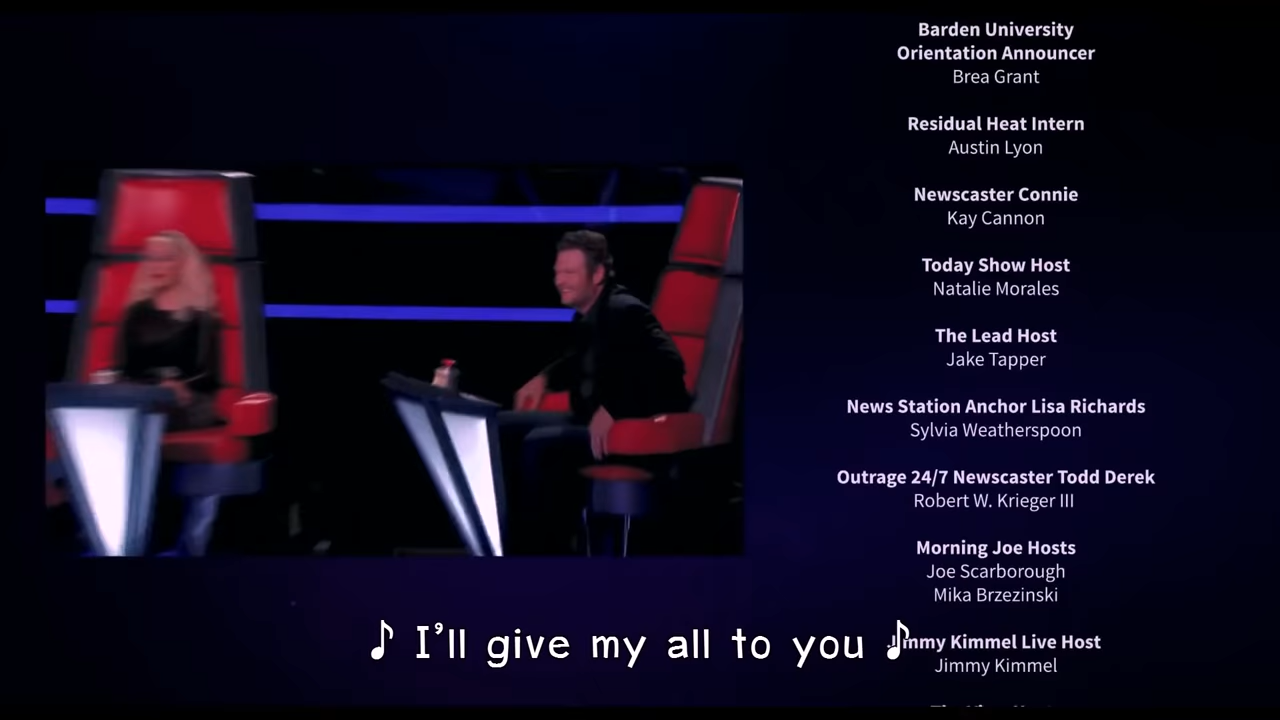 Barden University
Orientation Announcer
Brea Grant
Residual Heat Intern
Austin Lyon
Newscaster Connie
Kay Cannon
Today Show Host
Natalie Morales
The Lead Host
Jake Tapper
News Station Anchor Lisa Richards
Sylvia Weatherspoon
Outrage 24/7 Newscaster Todd Derek
Robert W. Krieger III
Morning Joe Hosts
Joe Scarborough
Mika Brzezinski
♪ I'll give my all to you ♪
Jimmy Kimmel Live Host
Jimmy Kimmel